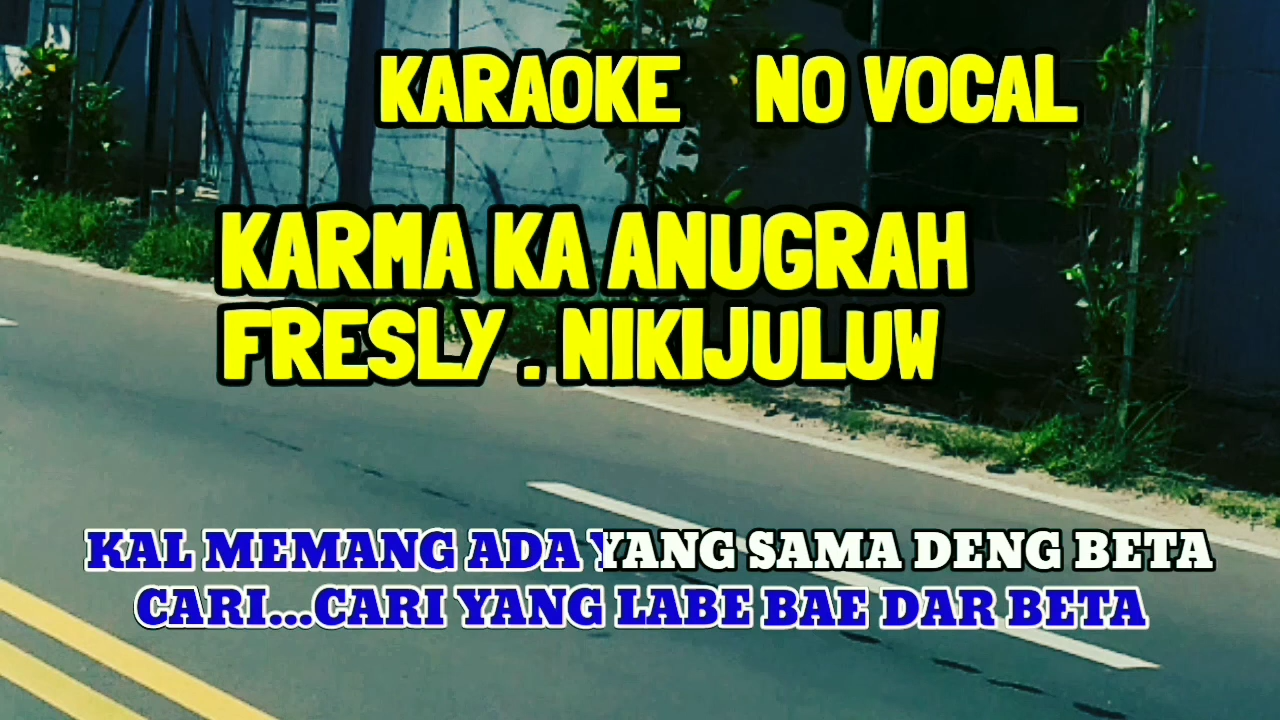 KARAOKE NO VOCAL
KARMA KA ANUGRAH
FRESLY . NIKIJULUW
KAL MEMANG ADA YANG SAMA DENG BETA
CARI...CARI YANG LABE BAE DAR BETA